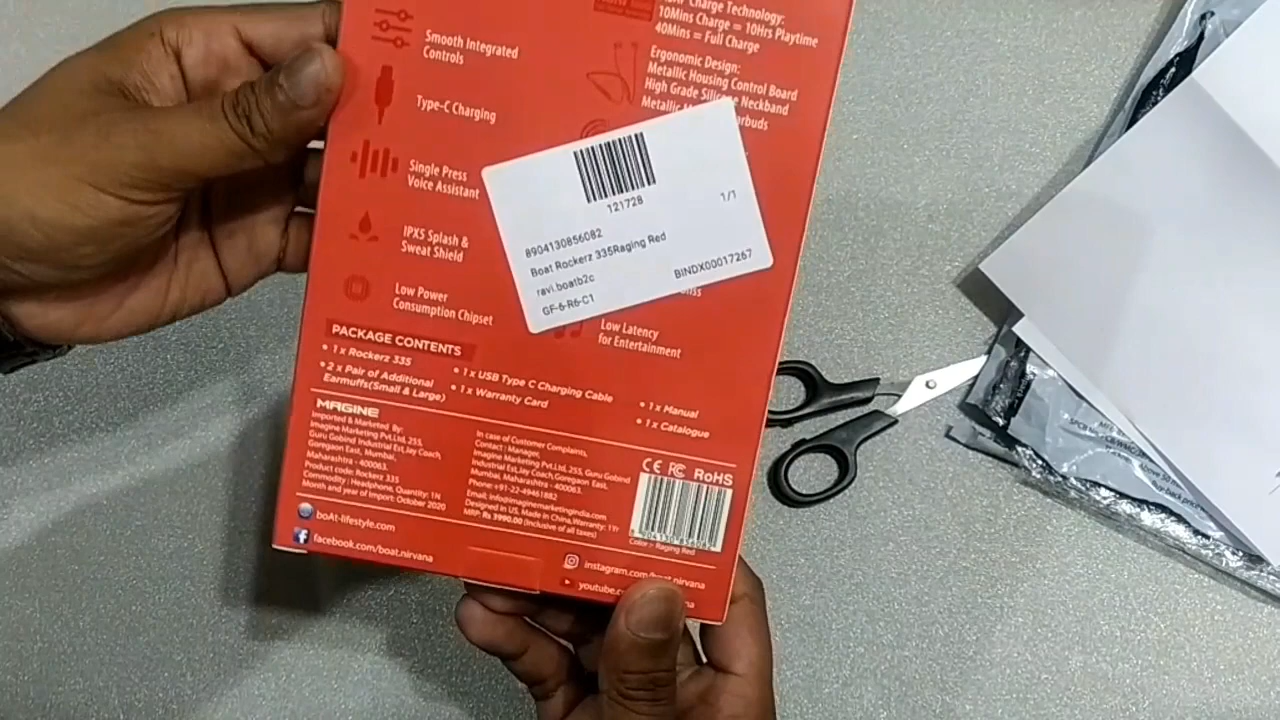 Smooth Integrated
Controls
Type-C Charging
Single Press
Voice Assistant
IPX5 Splash &
Sweat Shield
Low Power
Consumption Chipset
Charge Technology:
10Mins Charge = 10Hrs Playtime
40Mins = Full Charge
Ergonomic Design:
Metallic Housing Control Board
High Grade Neckband
Metallic
Low Latency
for Entertainment
121728
1/1
8904130856082
Boat Rockerz 335Raging Red
ravi.boatb2c
BINDX00017267
GF-6-R6-C1
PACKAGE CONTENTS
• 1 x Rockerz 335
• 2 x Pair of Additional
Earmuffs(Small & Large)
• 1 x USB Type C Charging Cable
• 1 x Warranty Card
• 1 x Manual
• 1 x Catalogue
Imported & Marketed By:
Imagine Marketing Pvt.Ltd, 255,
Guru Gobind Industrial Est,Jay Coach,
Goregaon East, Mumbai,
Maharashtra - 400063.
Product code: Rockerz 335
Commodity : Headphone, Quantity: 1N
Month and year of Import: October 2020
In case of Customer Complaints,
Contact : Manager,
Imagine Marketing Pvt.Ltd, 255, Guru Gobind
Industrial Est,Jay Coach, Goregaon East,
Mumbai, Maharashtra - 400063.
Phone: +91-22-49461882
Email: info@imaginemarketingindia.com
Designed in US. Made in China,Warranty: 1Yr
MRP: Rs 3990.00 (Inclusive of all taxes)
CE FC RoHS
Color :- Raging Red
boAt-lifestyle.com
facebook.com/boat.nirvana
instagram.com/boat.nirvana
youtube.c